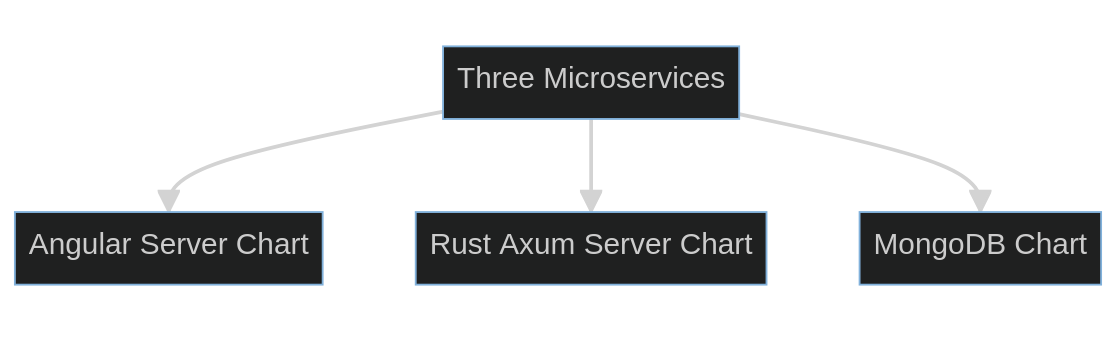 Three Microservices
Angular Server Chart
Rust Axum Server Chart
MongoDB Chart